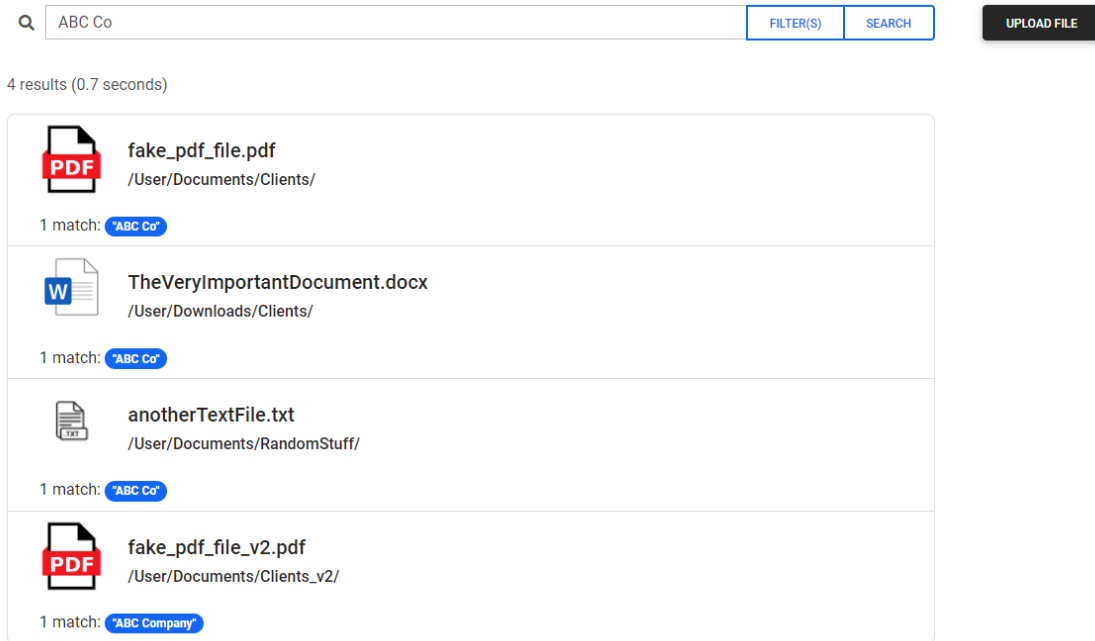 ABC Co FILTER(S) SEARCH UPLOAD FILE
4 results (0.7 seconds)
PDF
fake_pdf_file.pdf
/User/Documents/Clients/
1 match: "ABC Co"
W
TheVeryImportantDocument.docx
/User/Downloads/Clients/
1 match: "ABC Co"
TXT
anotherTextFile.txt
/User/Documents/RandomStuff/
1 match: "ABC Co"
PDF
fake_pdf_file_v2.pdf
/User/Documents/Clients_v2/
1 match: "ABC Company"